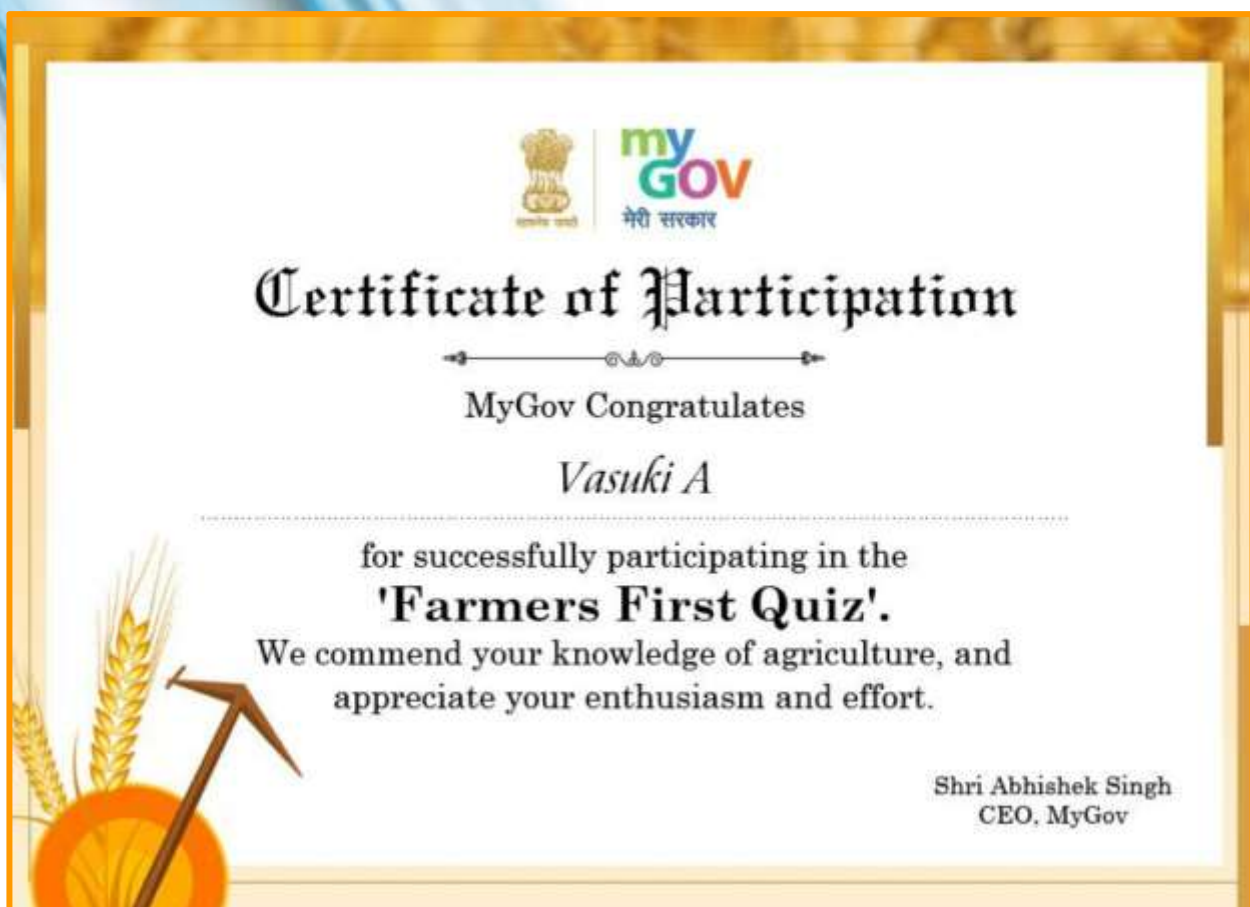 my
GOV
मेरी सरकार
Certificate of Participation
MyGov Congratulates
Vasuki A
for successfully participating in the
'Farmers First Quiz'.
We commend your knowledge of agriculture, and
appreciate your enthusiasm and effort.
Shri Abhishek Singh
CEO, MyGov